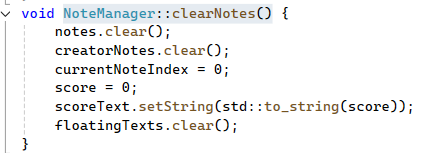 void NoteManager::clearNotes() {
    notes.clear();
    creatorNotes.clear();
    currentNoteIndex = 0;
    score = 0;
    scoreText.setString(std::to_string(score));
    floatingTexts.clear();
}